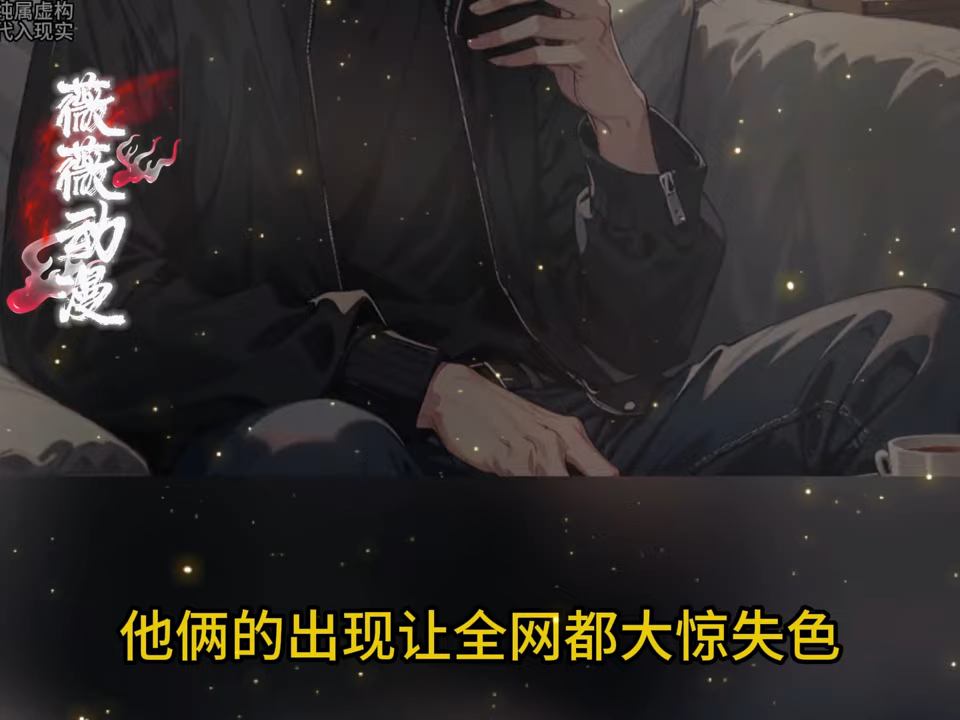 纯属虚构
代入现实
薇薇动漫
他俩的出现让全网都大惊失色